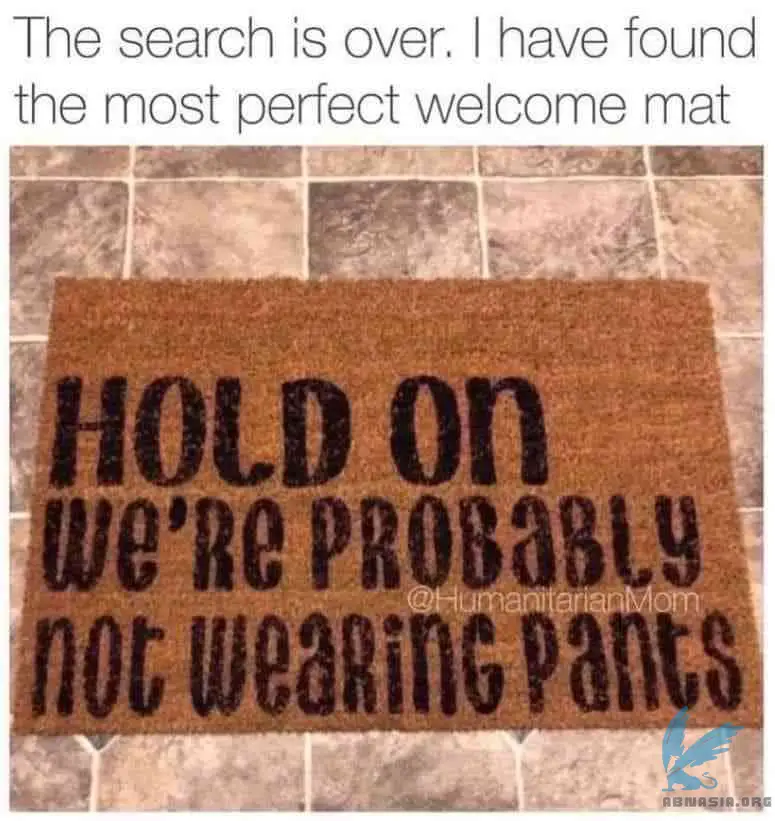 The search is over. I have found
the most perfect welcome mat
HOLD On
We'Re PROBaBLy
@HumanitarianMom
not WeaRinG Pants
ABNASIA.ORG